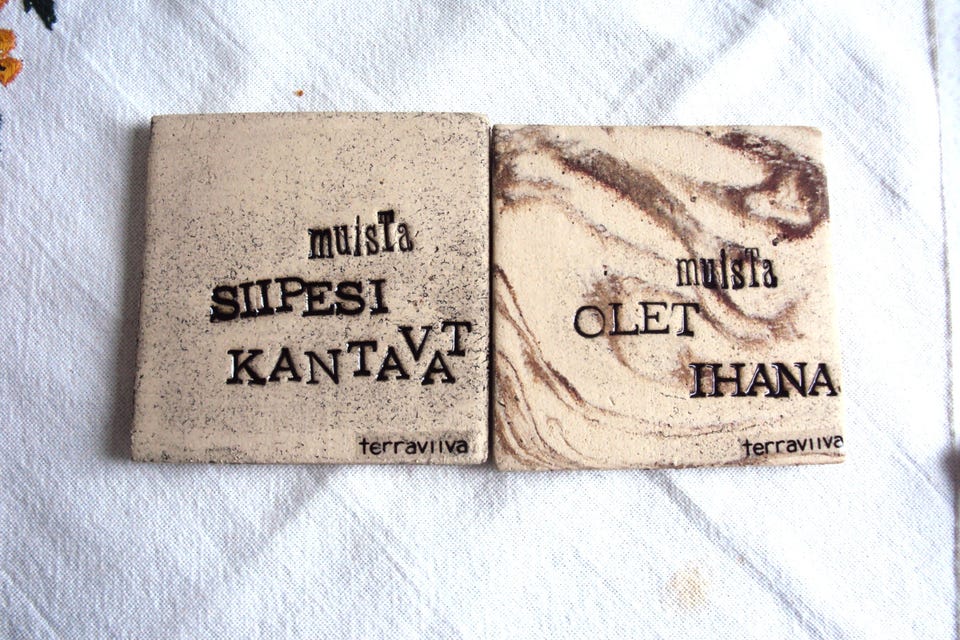 muisTa
SIIPESI
KANTAVAT
terraviiva
muisTa
OLET
IHANA
terraviiva